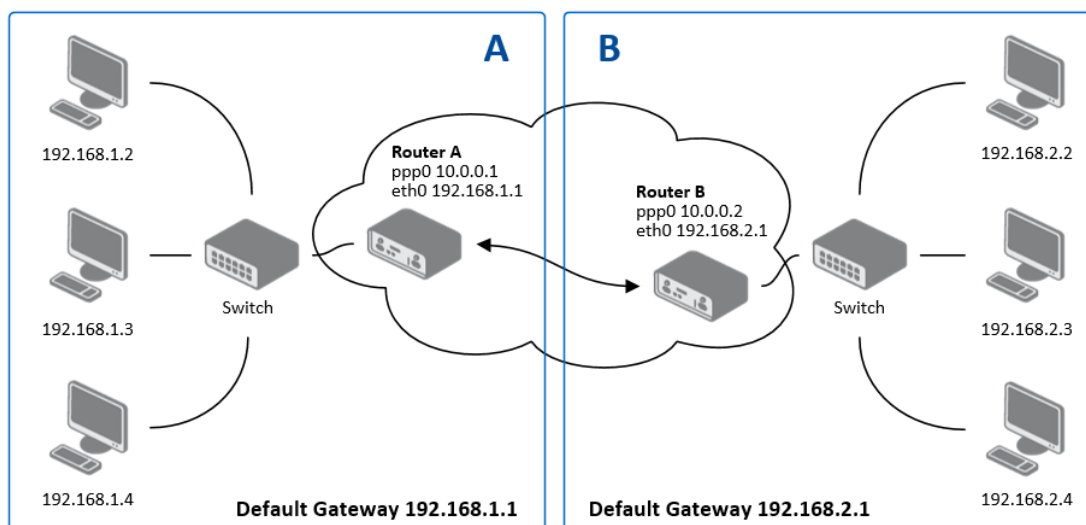 A
B
192.168.1.2
192.168.1.3
192.168.1.4
Switch
Router A
ppp0 10.0.0.1
eth0 192.168.1.1
Default Gateway 192.168.1.1
Router B
ppp0 10.0.0.2
eth0 192.168.2.1
Switch
192.168.2.2
192.168.2.3
192.168.2.4
Default Gateway 192.168.2.1